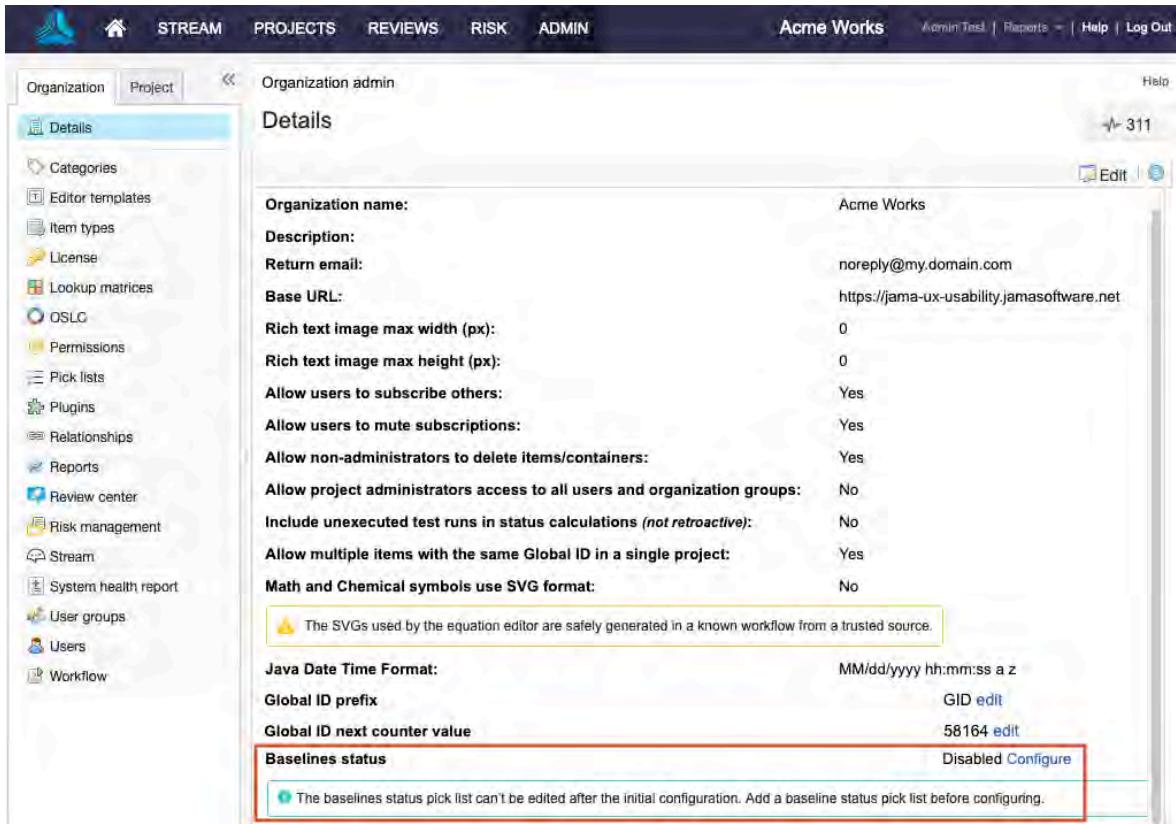 STREAM PROJECTS REVIEWS RISK ADMIN Acme Works Admin Test | Reports | Help | Log Out
Organization Project
Organization admin Help
Details
311
Details
Categories
Editor templates
Item types
License
Lookup matrices
OSLC
Permissions
Pick lists
Plugins
Relationships
Reports
Review center
Risk management
Stream
System health report
User groups
Users
Workflow
Edit
Organization name: Acme Works
Description:
Return email: noreply@my.domain.com
Base URL: https://jama-ux-usability.jamasoftware.net
Rich text image max width (px): 0
Rich text image max height (px): 0
Allow users to subscribe others: Yes
Allow users to mute subscriptions: Yes
Allow non-administrators to delete items/containers: Yes
Allow project administrators access to all users and organization groups: No
Include unexecuted test runs in status calculations (not retroactive): No
Allow multiple items with the same Global ID in a single project: Yes
Math and Chemical symbols use SVG format: No
The SVGs used by the equation editor are safely generated in a known workflow from a trusted source.
Java Date Time Format: MM/dd/yyyy hh:mm:ss a z
Global ID prefix GID edit
Global ID next counter value 58164 edit
Baselines status Disabled Configure
The baselines status pick list can't be edited after the initial configuration. Add a baseline status pick list before configuring.